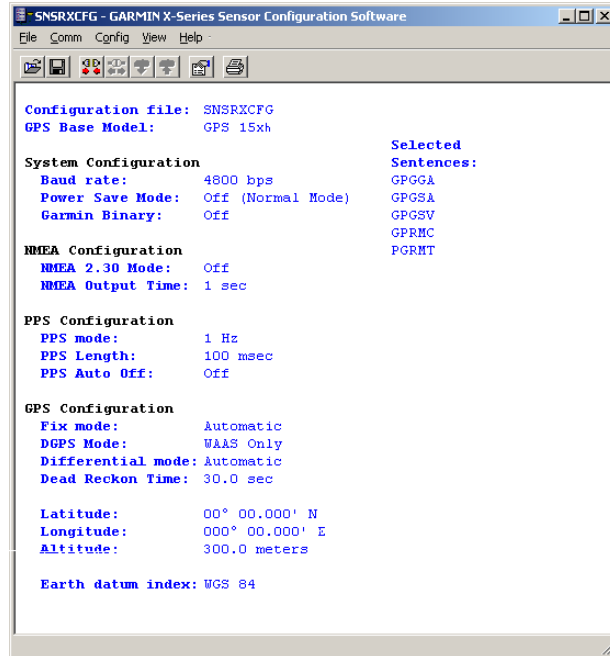 SNSRXCFG - GARMIN X-Series Sensor Configuration Software
File Comm Config View Help
Configuration file: SNSRXCFG
GPS Base Model: GPS 15xh
Selected
System Configuration Sentences:
Baud rate: 4800 bps GPGGA
Power Save Mode: Off (Normal Mode) GPGSA
Garmin Binary: Off GPGSV
GPRMC
NMEA Configuration PGRMT
NMEA 2.30 Mode: Off
NMEA Output Time: 1 sec
PPS Configuration
PPS mode: 1 Hz
PPS Length: 100 msec
PPS Auto Off: Off
GPS Configuration
Fix mode: Automatic
DGPS Mode: WAAS Only
Differential mode: Automatic
Dead Reckon Time: 30.0 sec
Latitude: 00° 00.000' N
Longitude: 000° 00.000' E
Altitude: 300.0 meters
Earth datum index: WGS 84